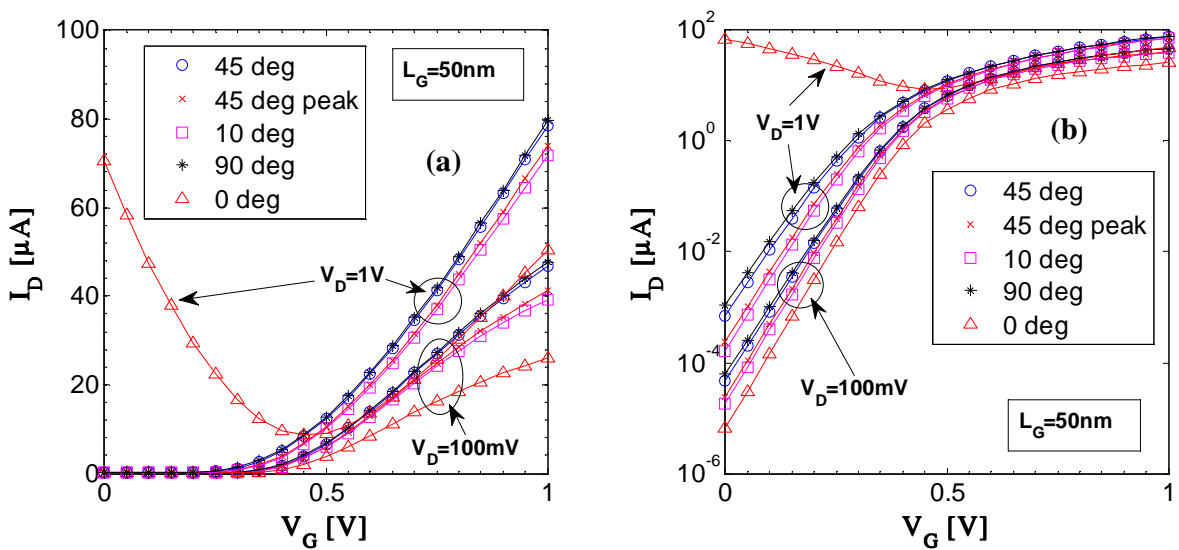 100
80
60
40
20
0
I_D [µA]
0
0.5
1
V_G [V]
45 deg
45 deg peak
10 deg
90 deg
0 deg
L_G=50nm
(a)
V_D=1V
V_D=100mV
10^2
10^0
10^-2
10^-4
10^-6
I_D [µA]
0
0.5
1
V_G [V]
V_D=1V
(b)
45 deg
45 deg peak
10 deg
90 deg
0 deg
V_D=100mV
L_G=50nm